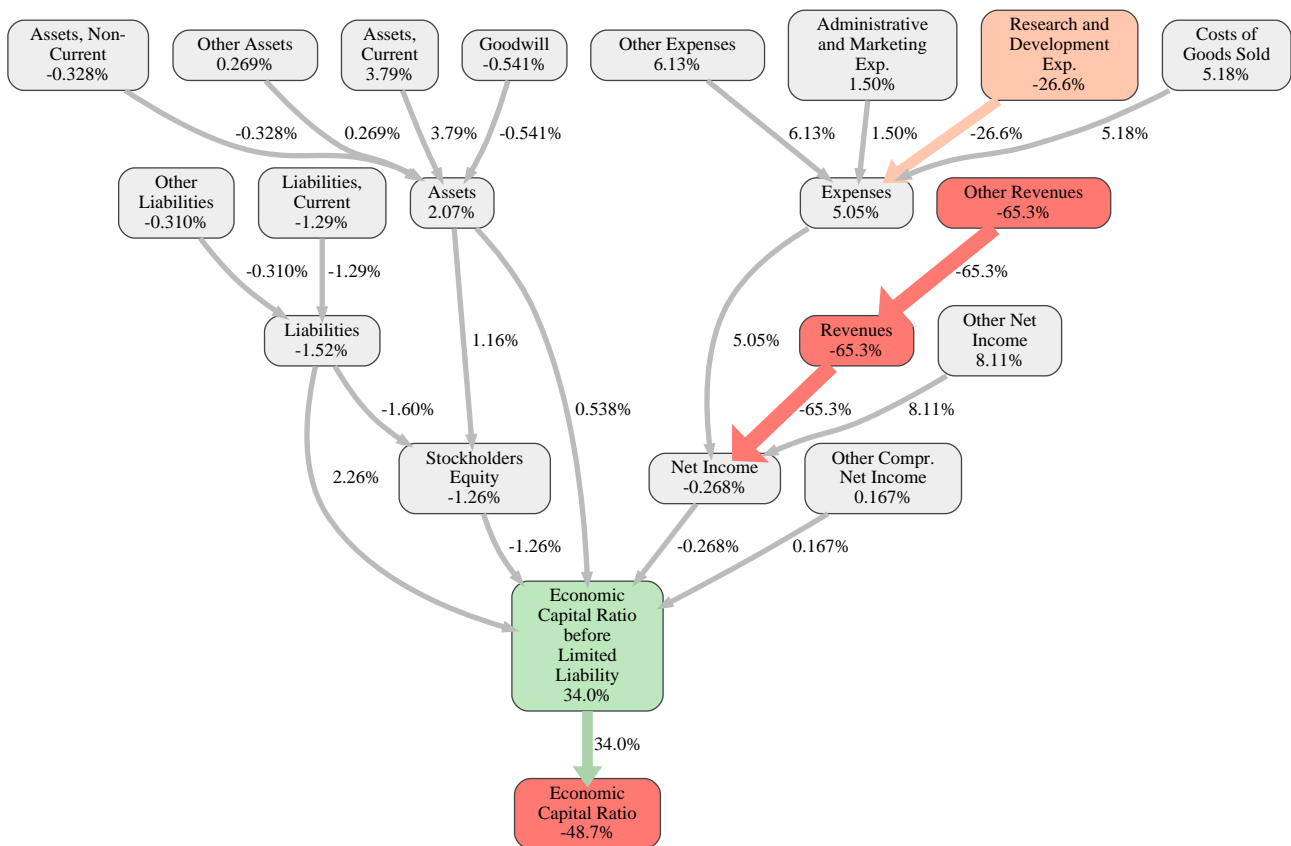 Assets, Non-
Current
-0.328%
Other Assets
0.269%
Assets,
Current
3.79%
Goodwill
-0.541%
Other Expenses
6.13%
Administrative
and Marketing
Exp.
1.50%
Research and
Development
Exp.
-26.6%
Costs of
Goods Sold
5.18%
-0.328%
0.269%
3.79%
-0.541%
6.13%
1.50%
-26.6%
5.18%
Other
Liabilities
-0.310%
Liabilities,
Current
-1.29%
Assets
2.07%
Expenses
5.05%
Other Revenues
-65.3%
-0.310%
-1.29%
-65.3%
Liabilities
-1.52%
1.16%
5.05%
Revenues
-65.3%
Other Net
Income
8.11%
-1.60%
0.538%
-65.3%
8.11%
2.26%
Stockholders
Equity
-1.26%
Net Income
-0.268%
Other Compr.
Net Income
0.167%
-1.26%
-0.268%
0.167%
Economic
Capital Ratio
before
Limited
Liability
34.0%
34.0%
Economic
Capital Ratio
-48.7%